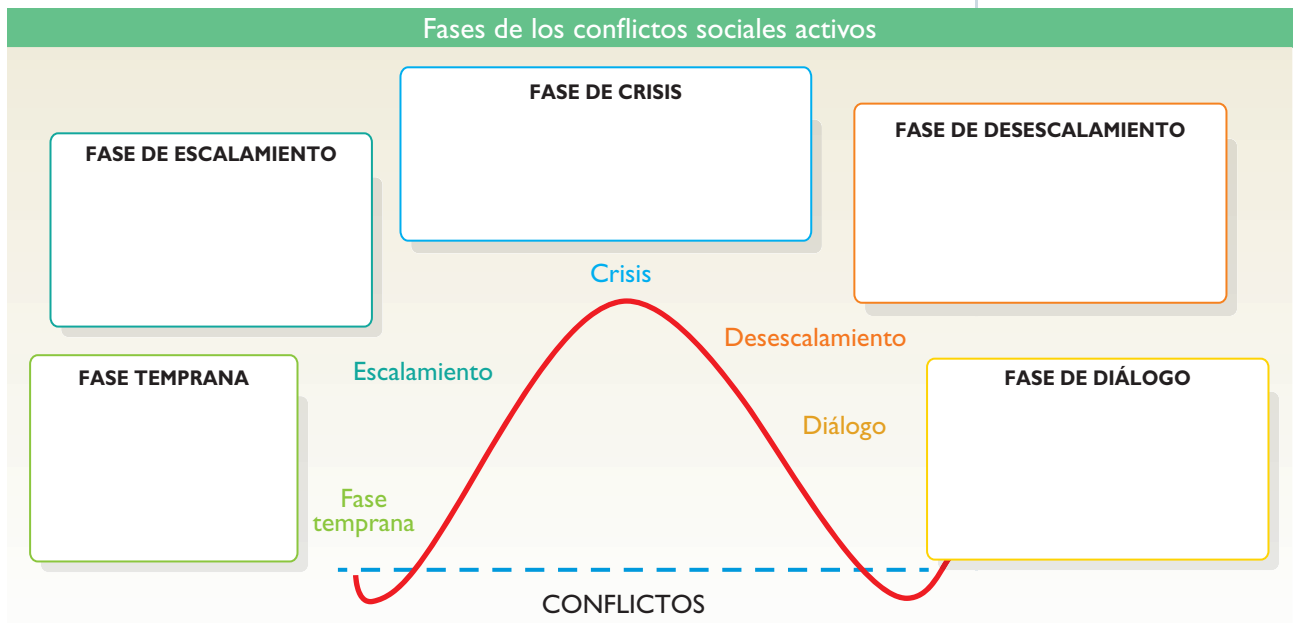 Fases de los conflictos sociales activos
FASE DE CRISIS
FASE DE DESESCALAMIENTO
FASE DE ESCALAMIENTO
Crisis
Desescalamiento
Escalamiento
FASE TEMPRANA
FASE DE DIÁLOGO
Diálogo
Fase
temprana
CONFLICTOS